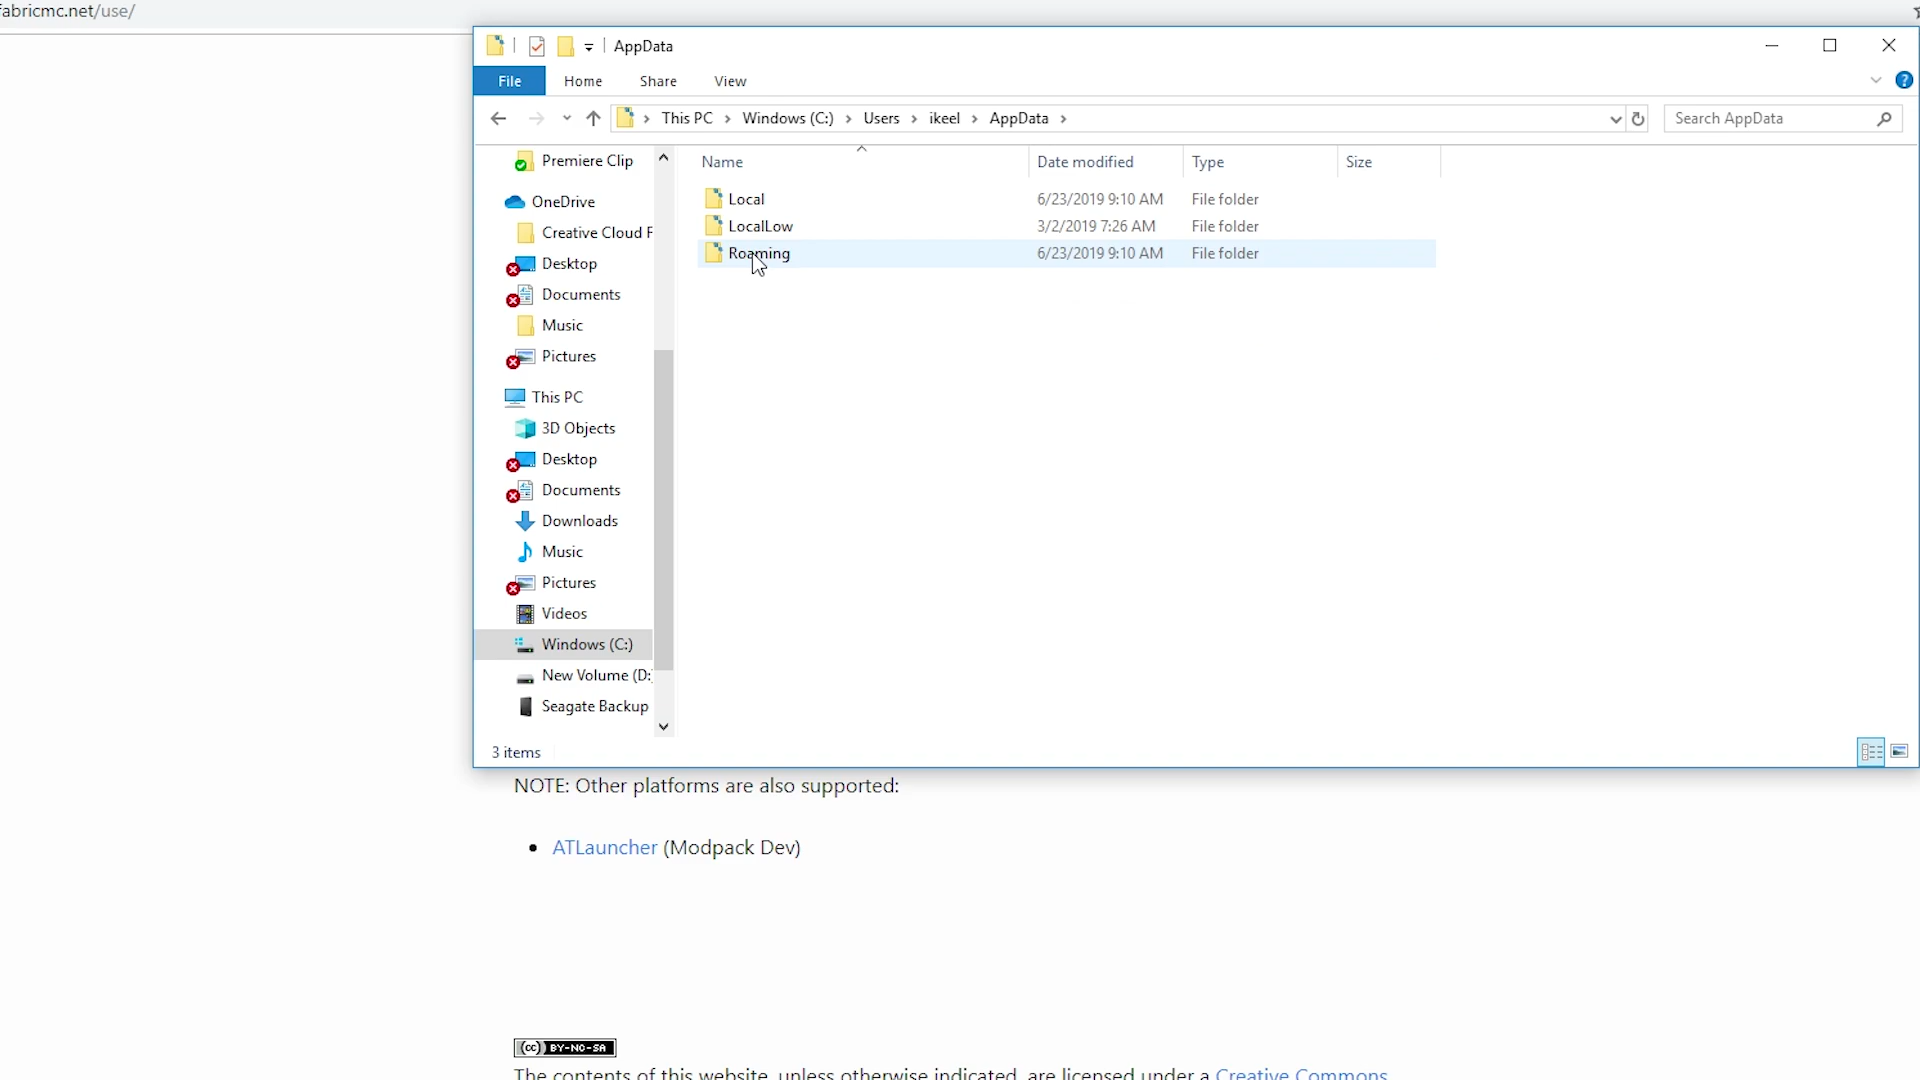 fabricmc.net/use/
AppData
File Home Share View
This PC > Windows (C:) > Users > ikeel > AppData >
Search AppData
Premiere Clip
OneDrive
Creative Cloud F
Desktop
Documents
Music
Pictures
This PC
3D Objects
Desktop
Documents
Downloads
Music
Pictures
Videos
Windows (C:)
New Volume (D:
Seagate Backup
Name Date modified Type Size
Local 6/23/2019 9:10 AM File folder
LocalLow 3/2/2019 7:26 AM File folder
Roaming 6/23/2019 9:10 AM File folder
3 items
NOTE: Other platforms are also supported:
• ATLauncher (Modpack Dev)
(cc) BY-NC-SA
The contents of this website, unless otherwise indicated, are licensed under a Creative Commons